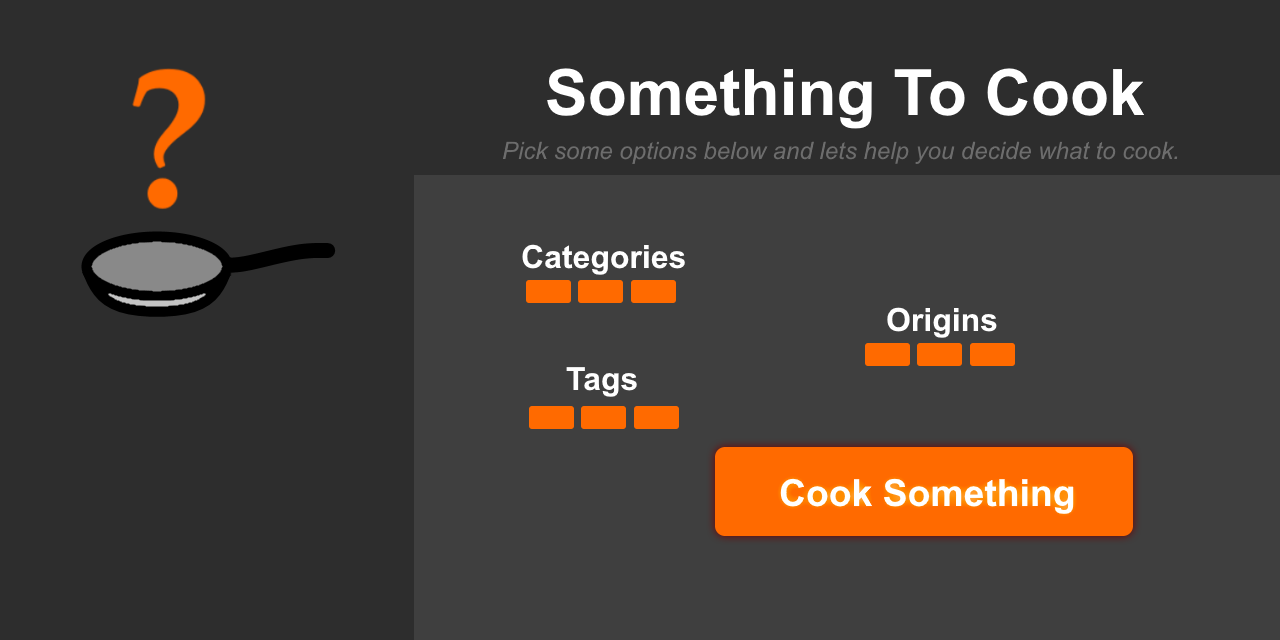 ?
Something To Cook
Pick some options below and lets help you decide what to cook.
Categories
Origins
Tags
Cook Something